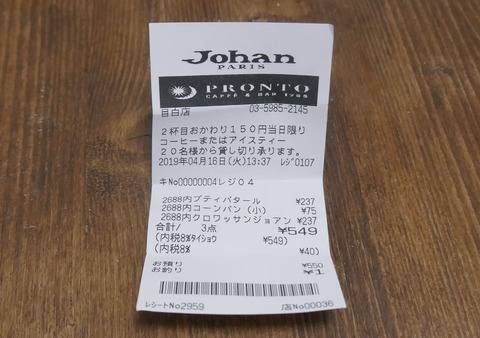 Johan
PARIS
PRONTO
CAFFÈ & BAR 1988
目白店 03-5985-2145
2杯目おかわり150円当日限り
コーヒーまたはアイスティー
20名様から貸し切り承ります。
2019年04月16日(火)13:37 レジ0107
キNo00000004レジ04
2688内プティバタール ¥237
2688内コーンパン(小) ¥75
2688内クロワッサンジョアン ¥237
合計/ 3点 ¥549
(内税8%タイショウ ¥549)
(内税8% ¥40)
お預り ¥550
お釣り ¥1
レシートNo2959 /店No00036